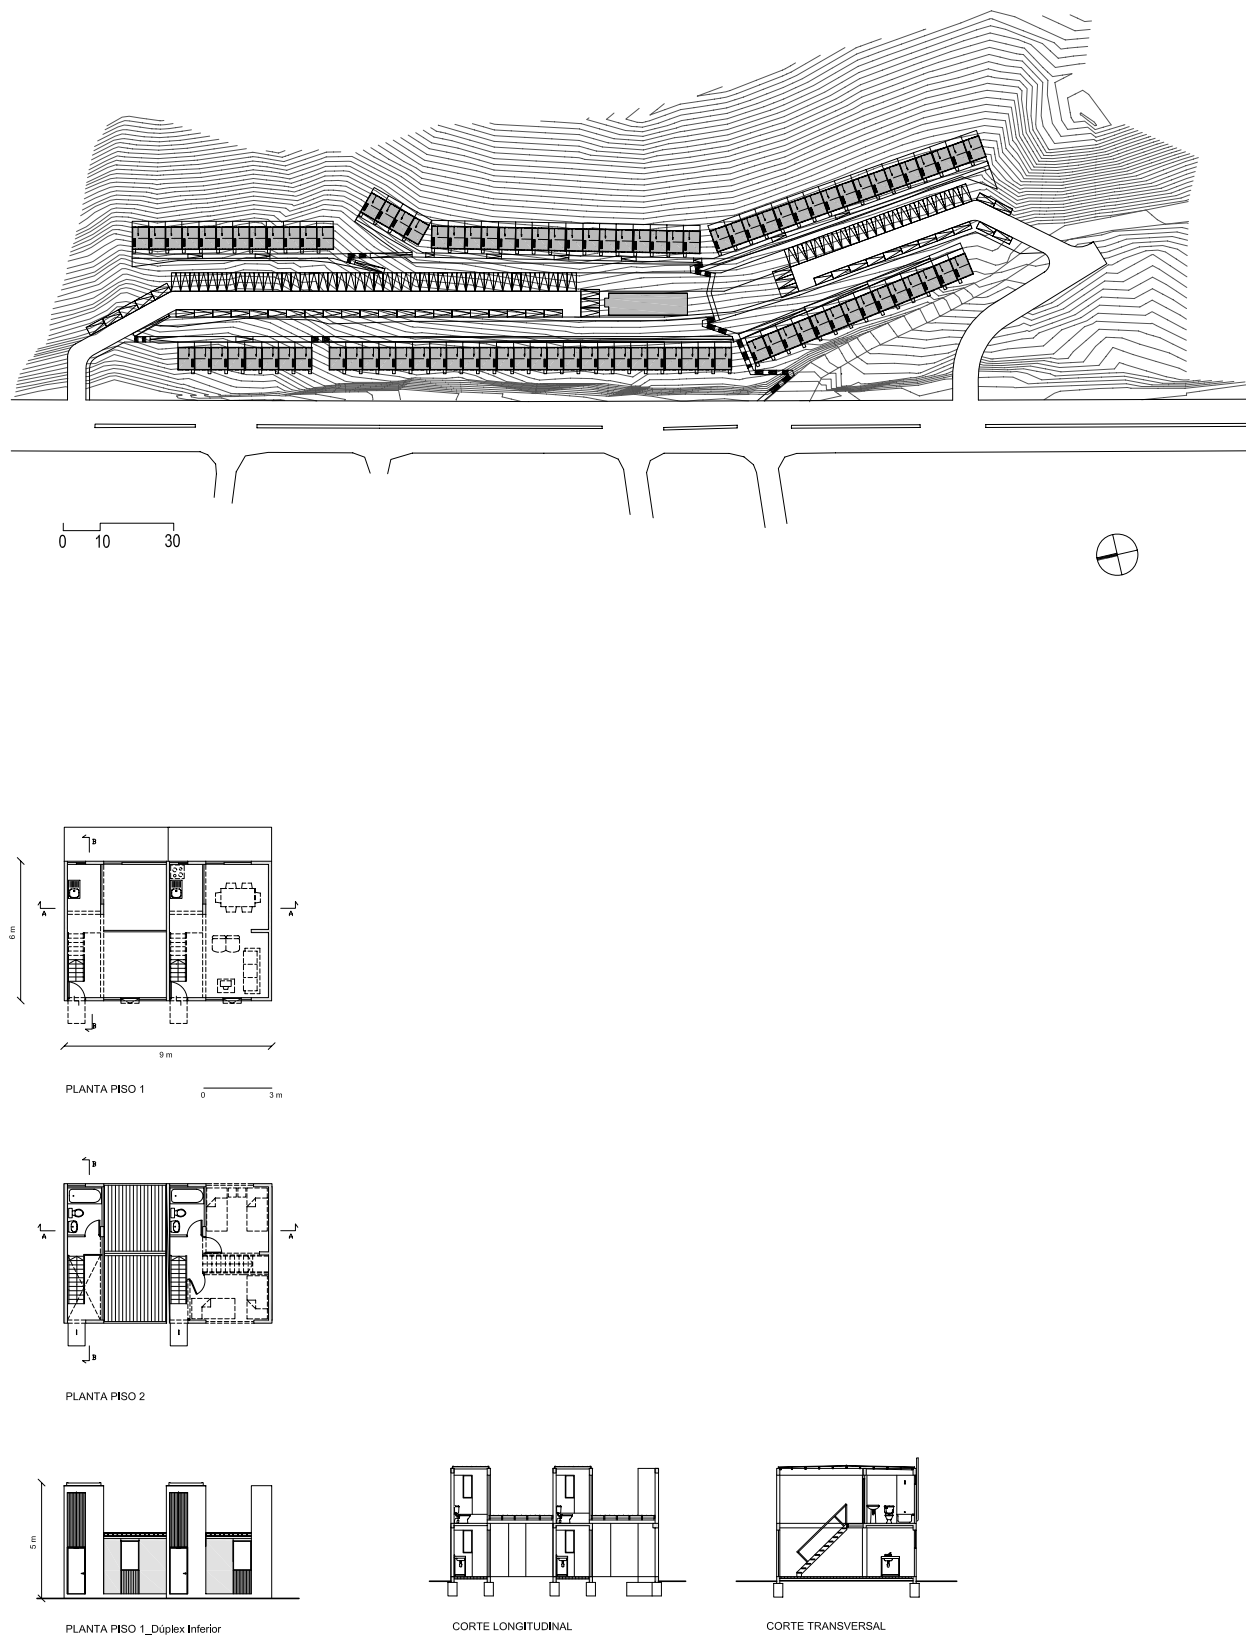 0 10 30
B
A A
6 m
B
9 m
PLANTA PISO 1
0 3 m
B
A A
B
PLANTA PISO 2
5 m
PLANTA PISO 1_Dúplex Inferior
CORTE LONGITUDINAL
CORTE TRANSVERSAL